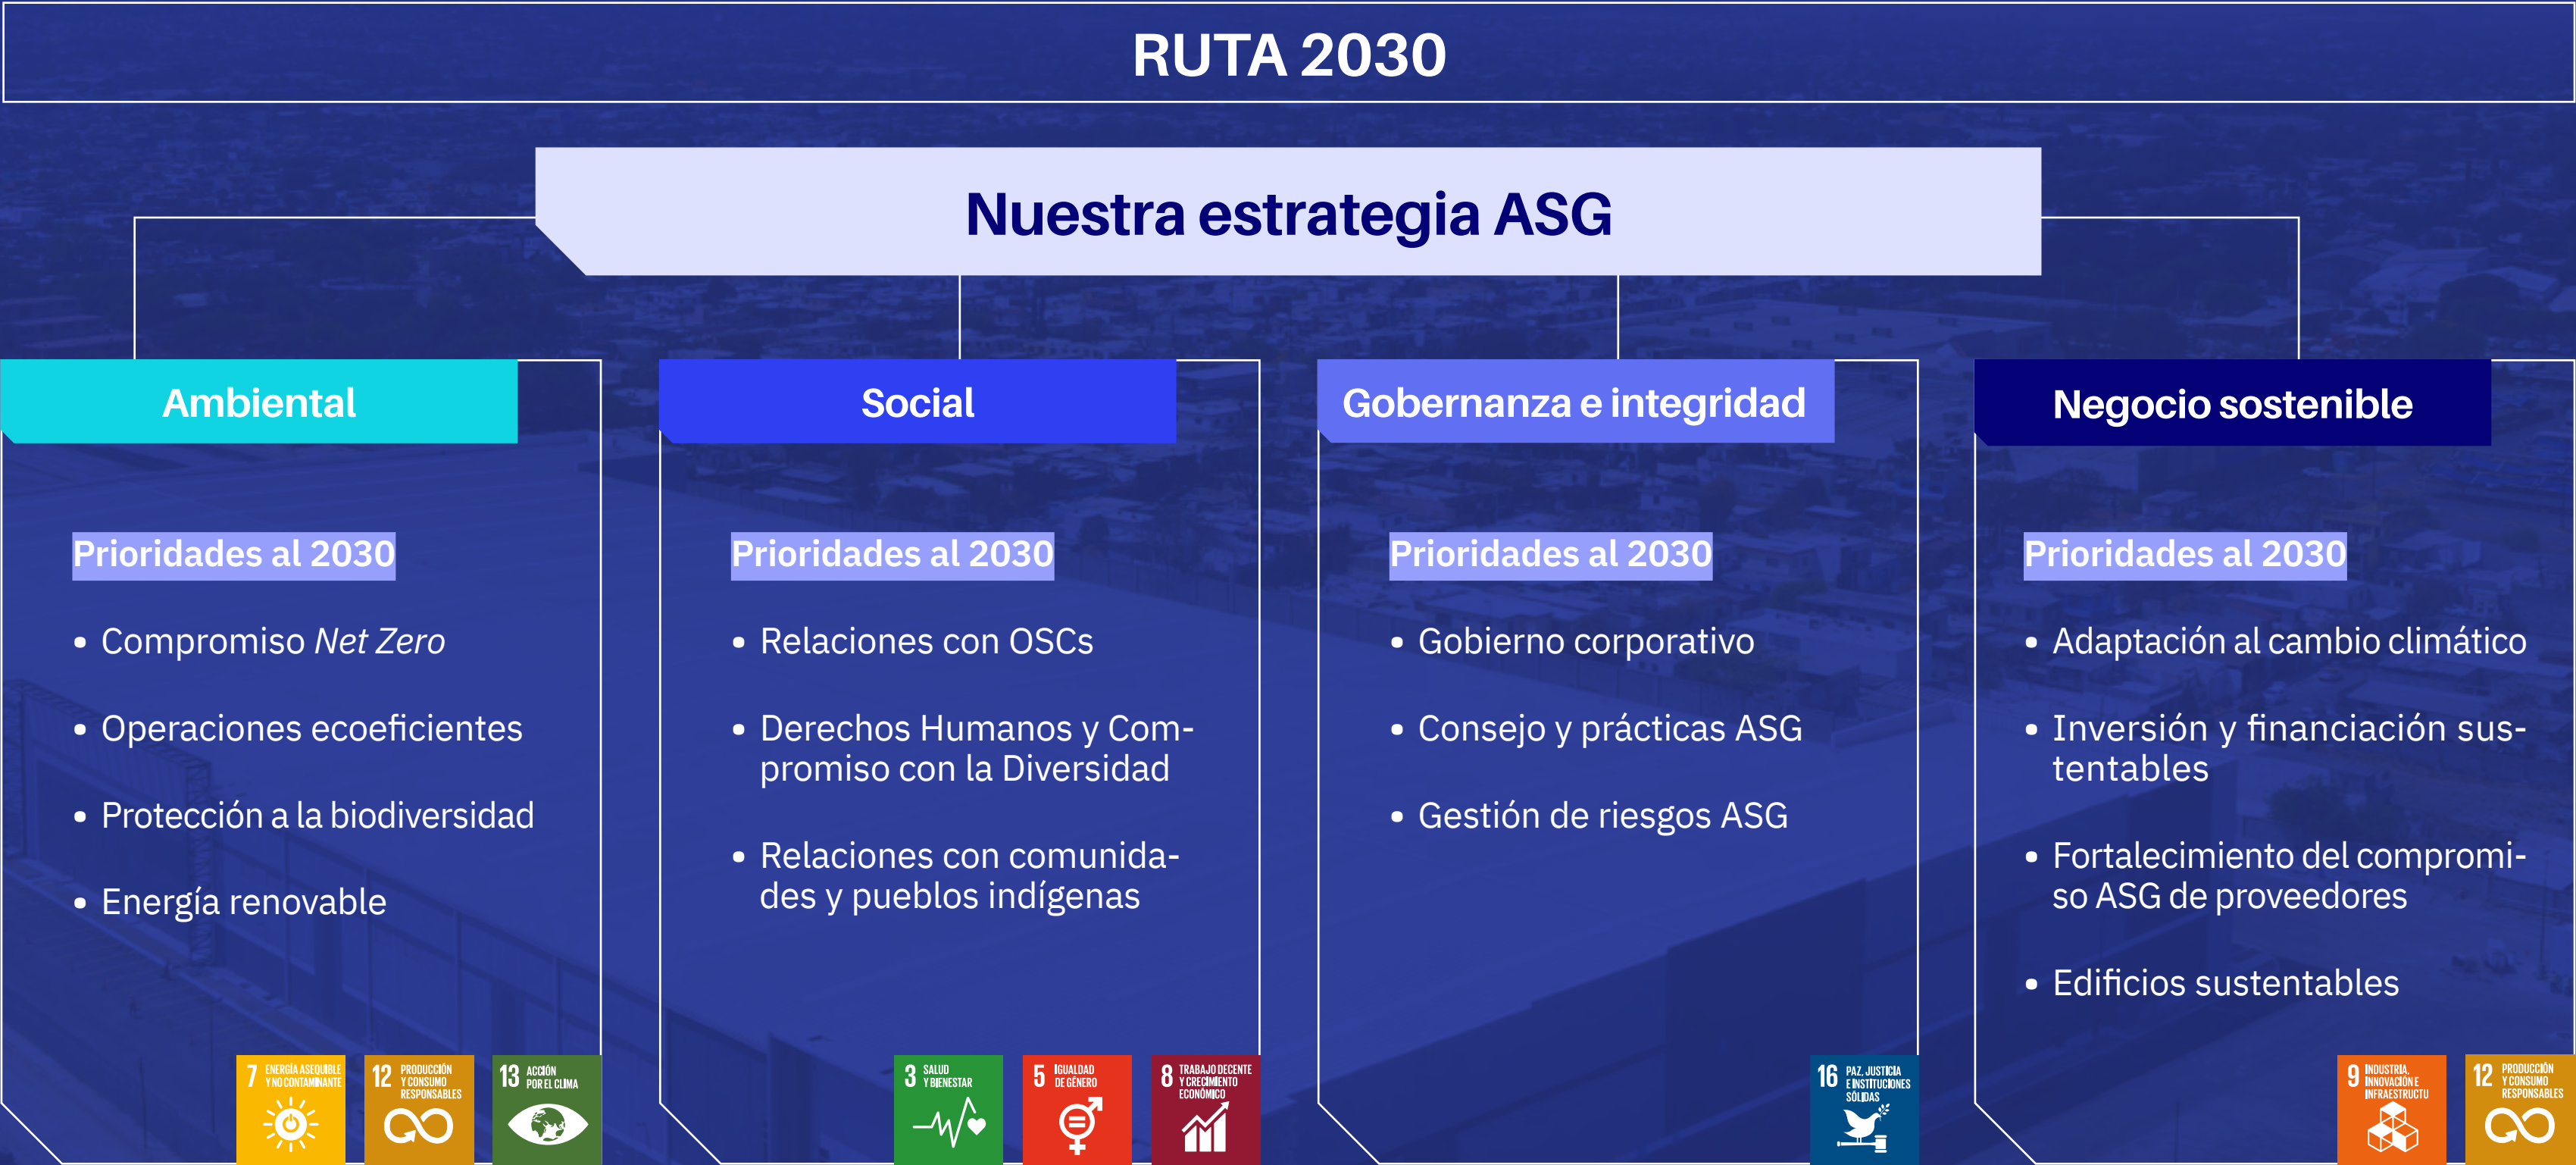 RUTA 2030
Nuestra estrategia ASG
Ambiental
Prioridades al 2030
• Compromiso Net Zero
• Operaciones ecoeficientes
• Protección a la biodiversidad
• Energía renovable
7 ENERGÍA ASEQUIBLE
Y NO CONTAMINANTE
12 PRODUCCIÓN
Y CONSUMO
RESPONSABLES
13 ACCIÓN
POR EL CLIMA
Social
Prioridades al 2030
• Relaciones con OSCs
• Derechos Humanos y Com-
promiso con la Diversidad
• Relaciones con comunida-
des y pueblos indígenas
3 SALUD
Y BIENESTAR
5 IGUALDAD
DE GÉNERO
8 TRABAJO DECENTE
Y CRECIMIENTO
ECONÓMICO
Gobernanza e integridad
Prioridades al 2030
• Gobierno corporativo
• Consejo y prácticas ASG
• Gestión de riesgos ASG
16 PAZ, JUSTICIA
E INSTITUCIONES
SÓLIDAS
Negocio sostenible
Prioridades al 2030
• Adaptación al cambio climático
• Inversión y financiación sus-
tentables
• Fortalecimiento del compromi-
so ASG de proveedores
• Edificios sustentables
9 INDUSTRIA,
INNOVACIÓN E
INFRAESTRUCTU
12 PRODUCCIÓN
Y CONSUMO
RESPONSABLES